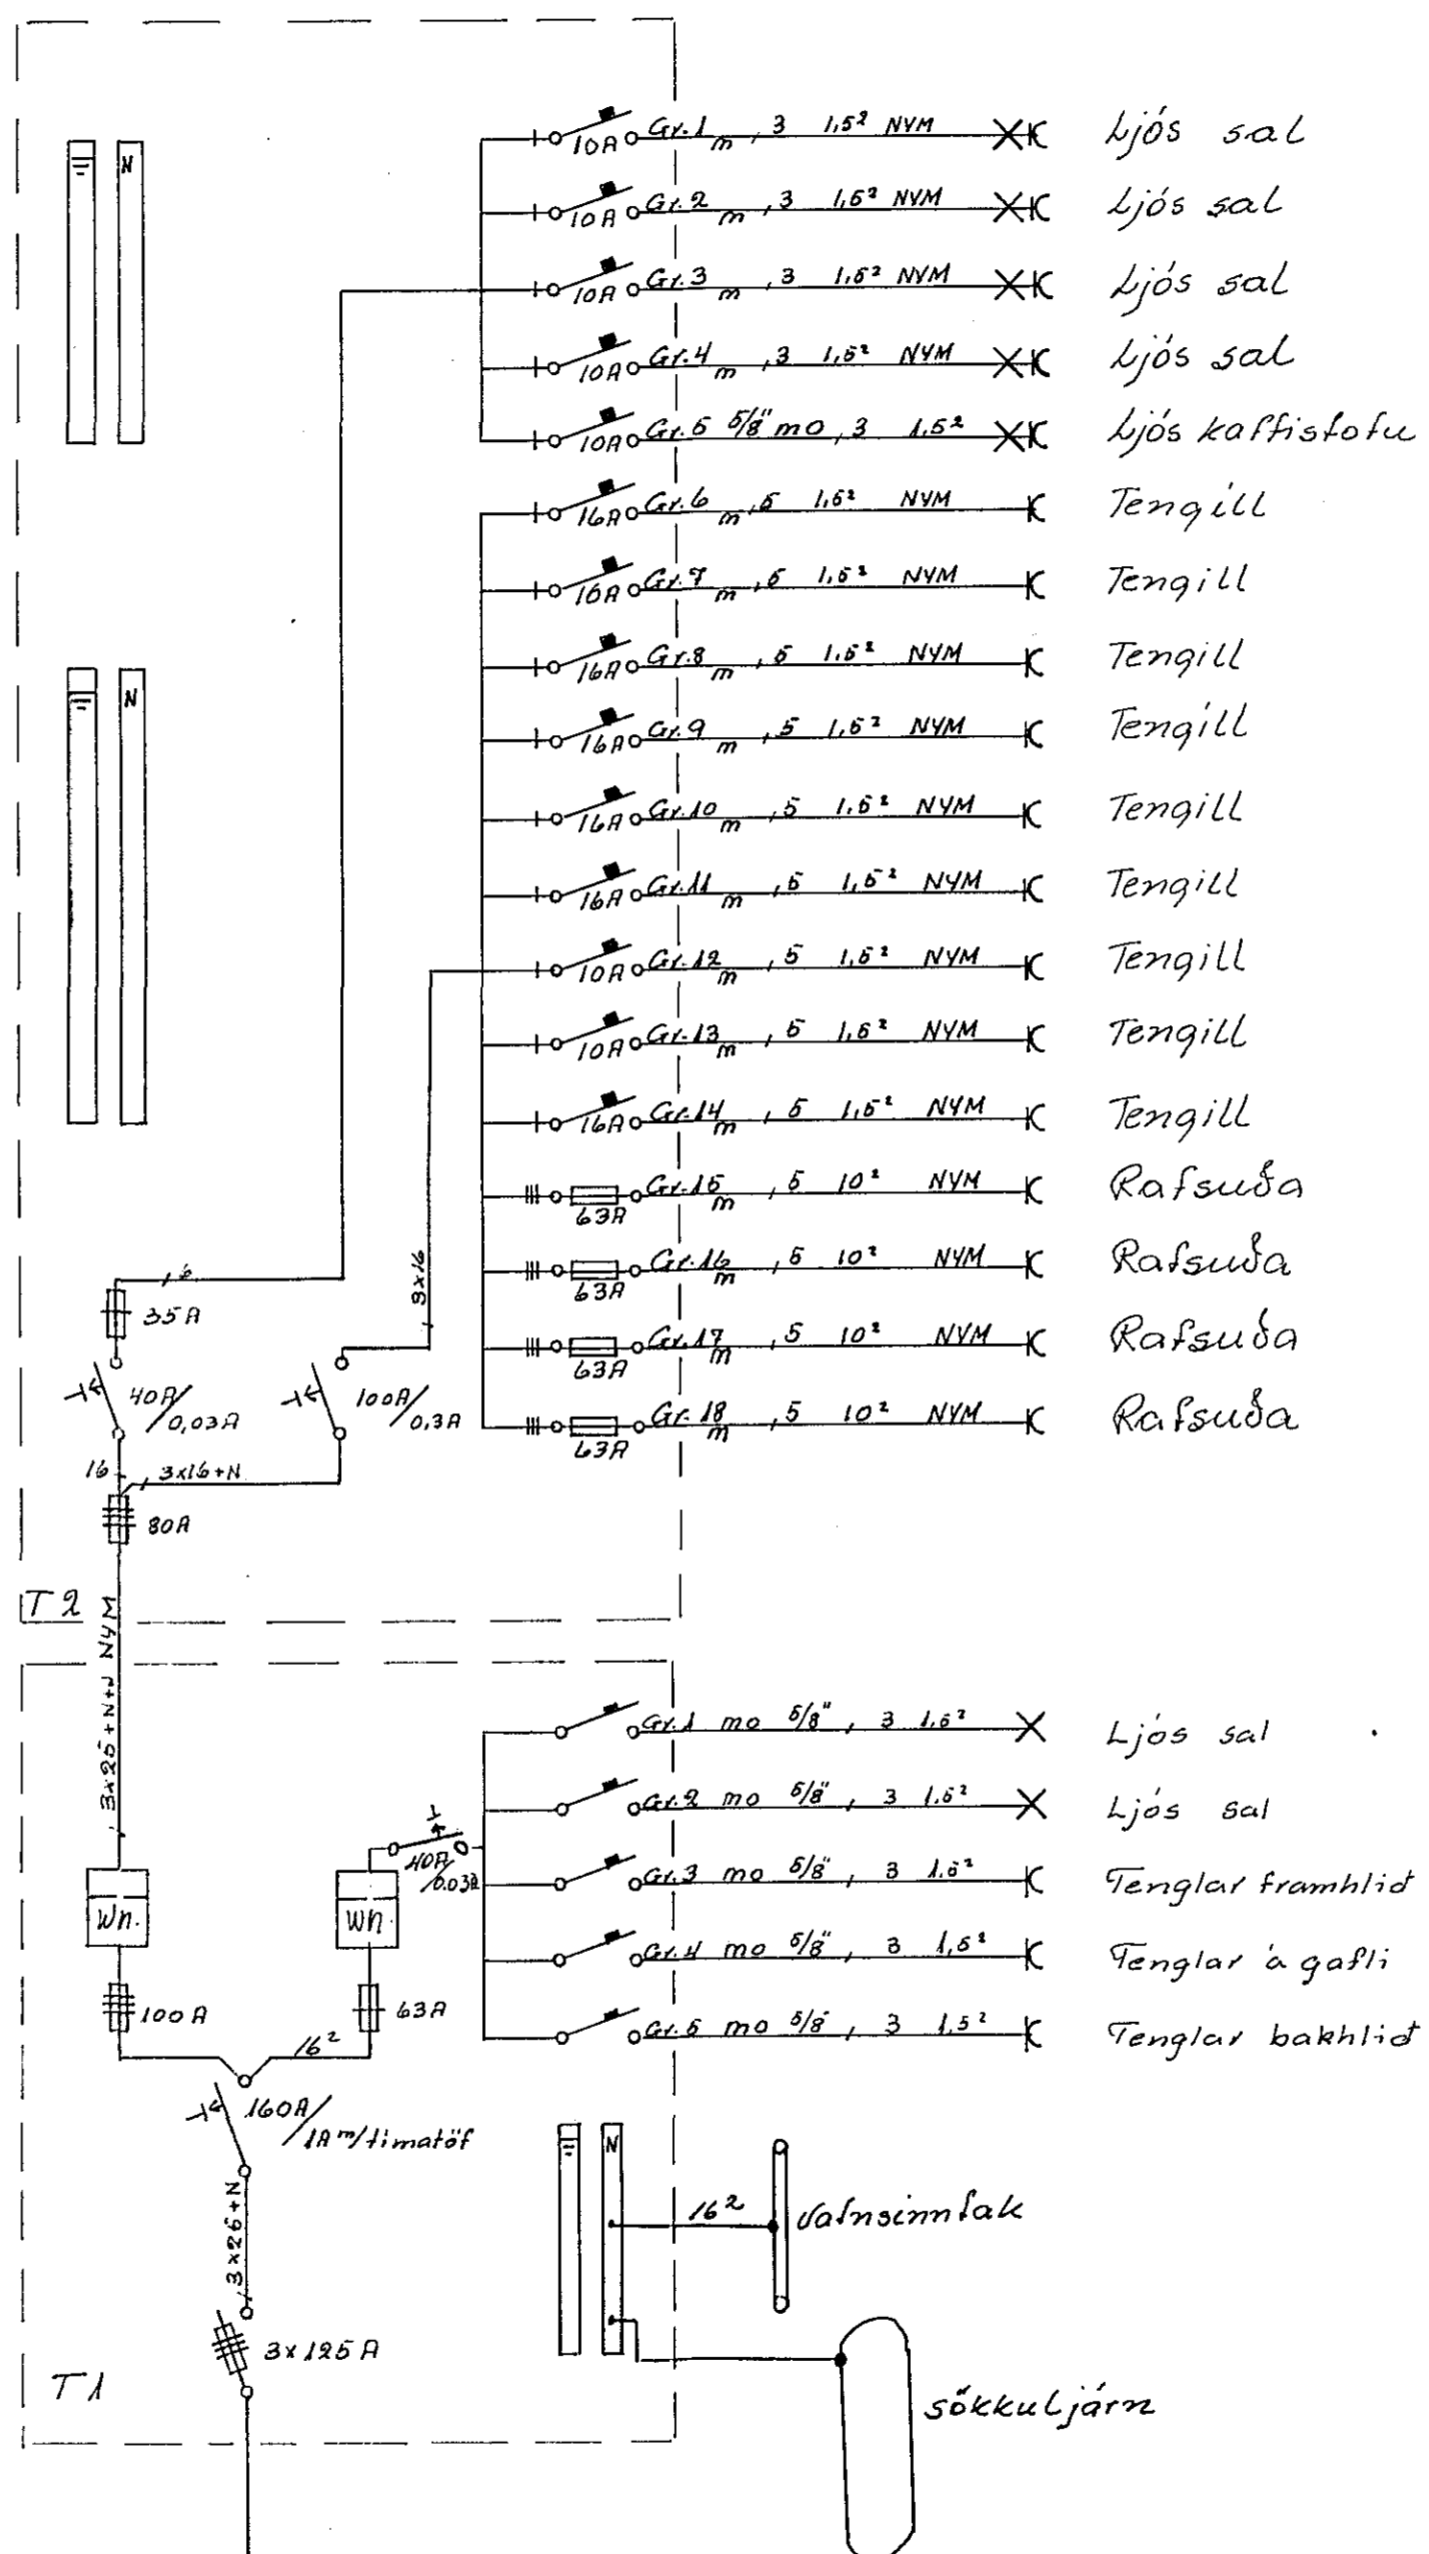 N
10A Gr.1 m, 3 1,5² NYM Ljós sal
10A Gr.2 m, 3 1,5² NYM Ljós sal
10A Gr.3 m, 3 1,5² NYM Ljós sal
10A Gr.4 m, 3 1,5² NYM Ljós sal
10A Gr.5 5/8" mo, 3 1,5² Ljós kaffistofu
16A Gr.6 m, 5 1,5² NYM Tengill
16A Gr.7 m, 5 1,5² NYM Tengill
N
16A Gr.8 m, 5 1,5² NYM Tengill
16A Gr.9 m, 5 1,5² NYM Tengill
16A Gr.10 m, 5 1,5² NYM Tengill
16A Gr.11 m, 5 1,5² NYM Tengill
10A Gr.12 m, 5 1,5² NYM Tengill
10A Gr.13 m, 5 1,5² NYM Tengill
16A Gr.14 m, 5 1,5² NYM Tengill
63A Gr.15 m, 5 10² NYM Rafsuða
63A Gr.16 m, 5 10² NYM Rafsuða
63A Gr.17 m, 5 10² NYM Rafsuða
63A Gr.18 m, 5 10² NYM Rafsuða
6
3x16
35A
40A/0,03A
100A/0,3A
16
3x16+N
80A
T2
3x25+N+J NYM
Gr.1 mo 5/8", 3 1,5² Ljós sal
Gr.2 mo 5/8", 3 1,5² Ljós sal
40A/0.03A
Gr.3 mo 5/8", 3 1,5² Tenglar framhlið
Wh.
Wh.
Gr.4 mo 5/8", 3 1,5² Tenglar á gafli
100A
63A
Gr.5 mo 5/8", 3 1,5² Tenglar bakhlið
16²
160A/1A m/timatöf
N
16²
Vatnsinntak
3x25+N
3x125A
T1
sökkuljárn